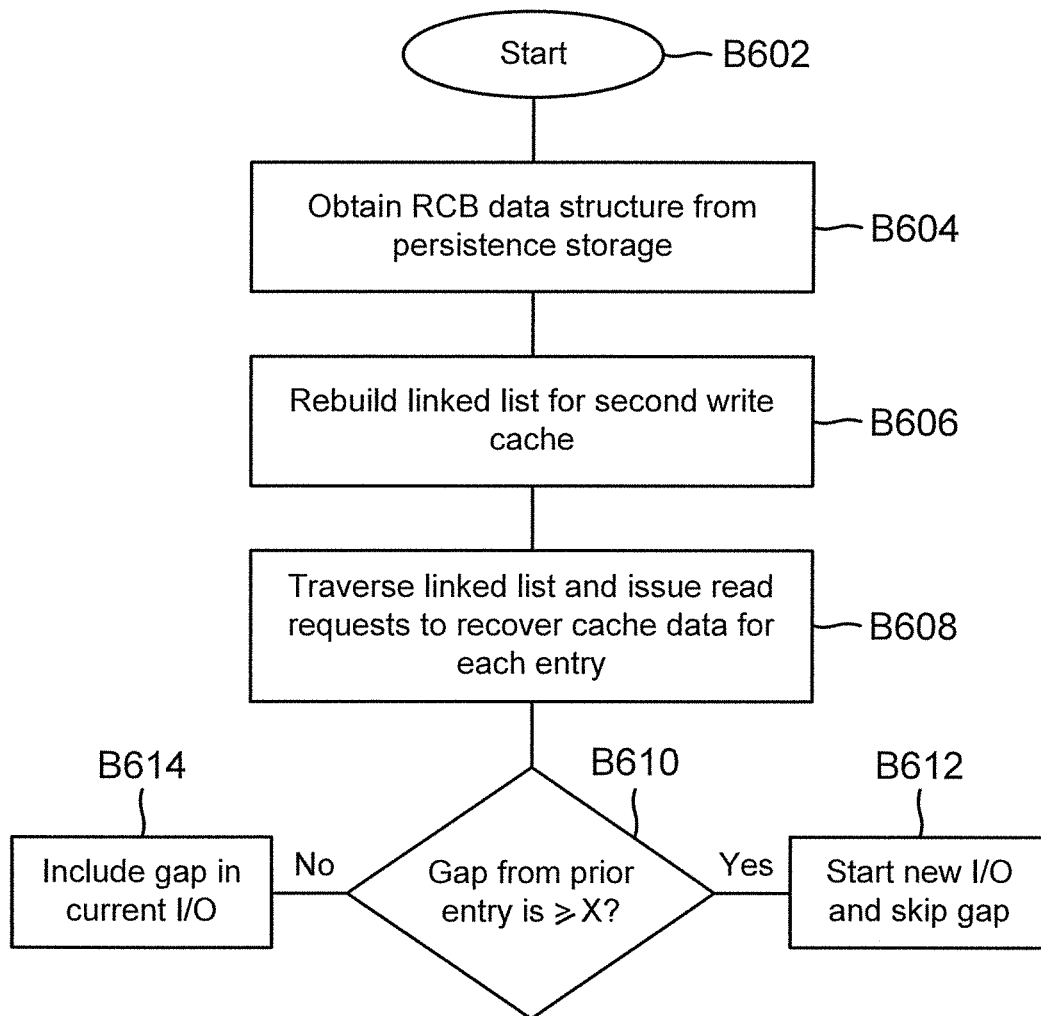 Start
B602
Obtain RCB data structure from
persistence storage
B604
Rebuild linked list for second write
cache
B606
Traverse linked list and issue read
requests to recover cache data for
each entry
B608
B614
B610
B612
Include gap in
current I/O
No
Gap from prior
entry is ⩾ X?
Yes
Start new I/O
and skip gap